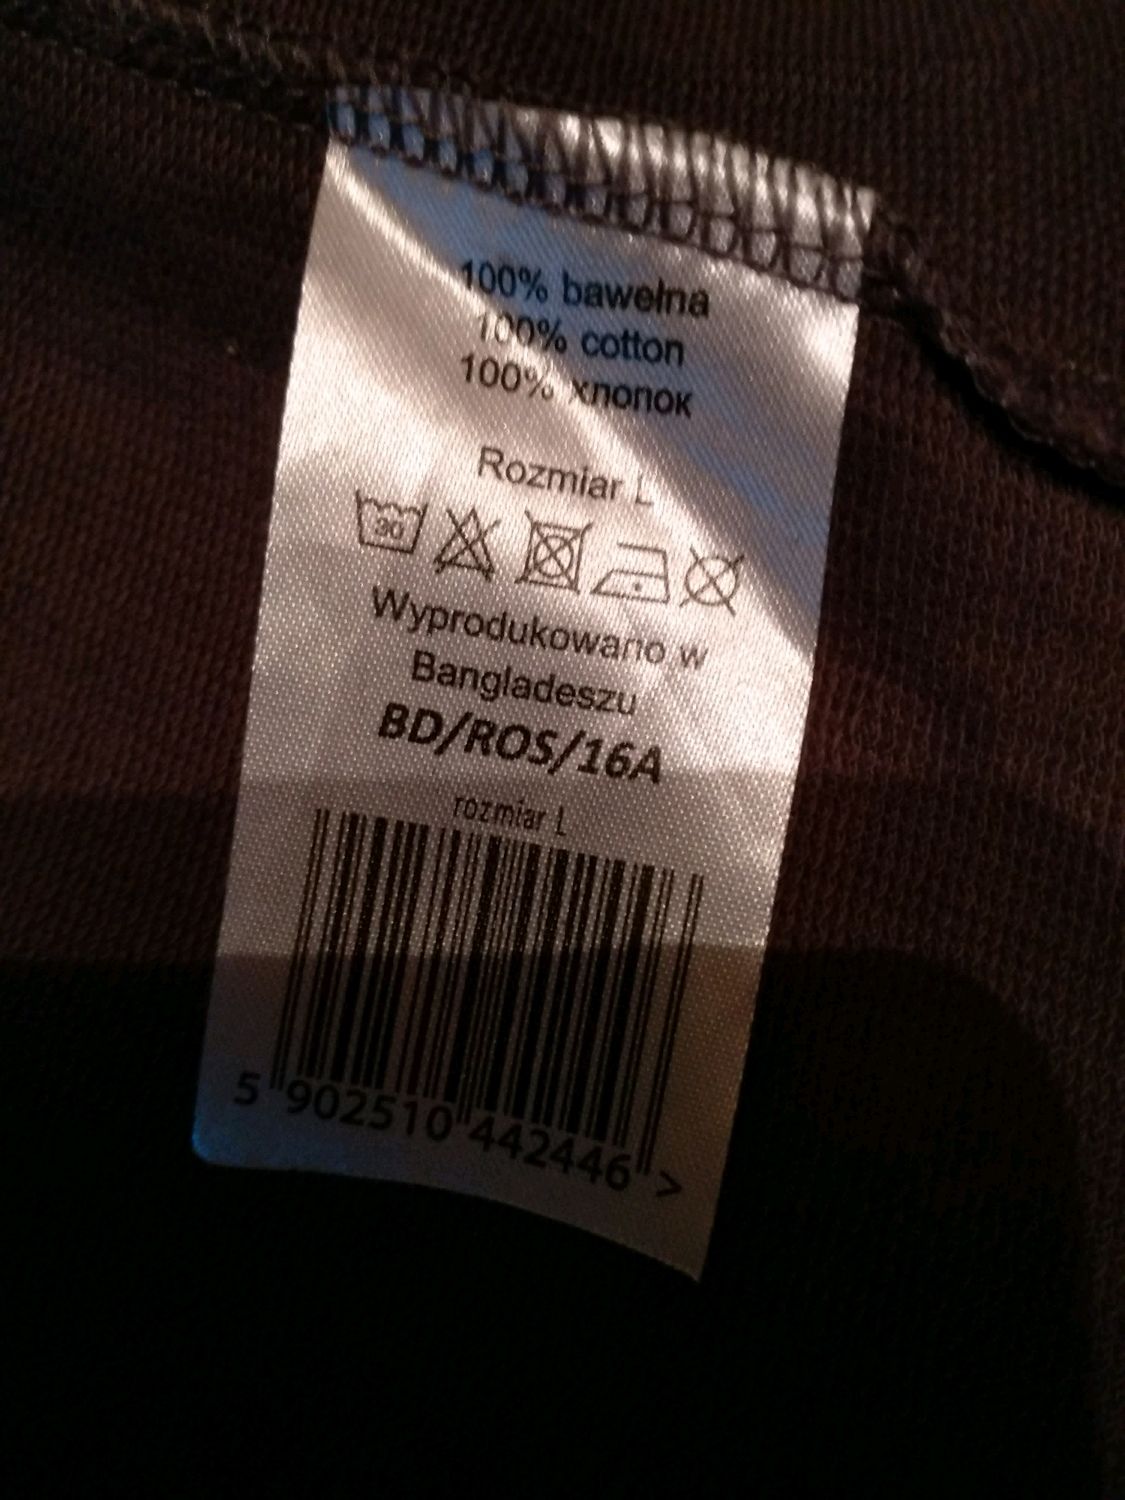 100% bawełna
100% cotton
100% хлопок
Rozmiar L
30
Wyprodukowano w
Bangladeszu
BD/ROS/16A
rozmiar L
5 902510 442446 >